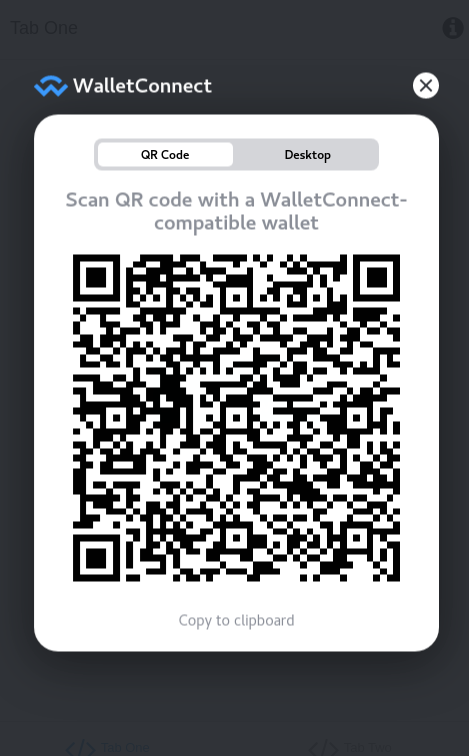 Tab One
WalletConnect
QR Code
Desktop
Scan QR code with a WalletConnect-
compatible wallet
Copy to clipboard
Tab One
Tab Two